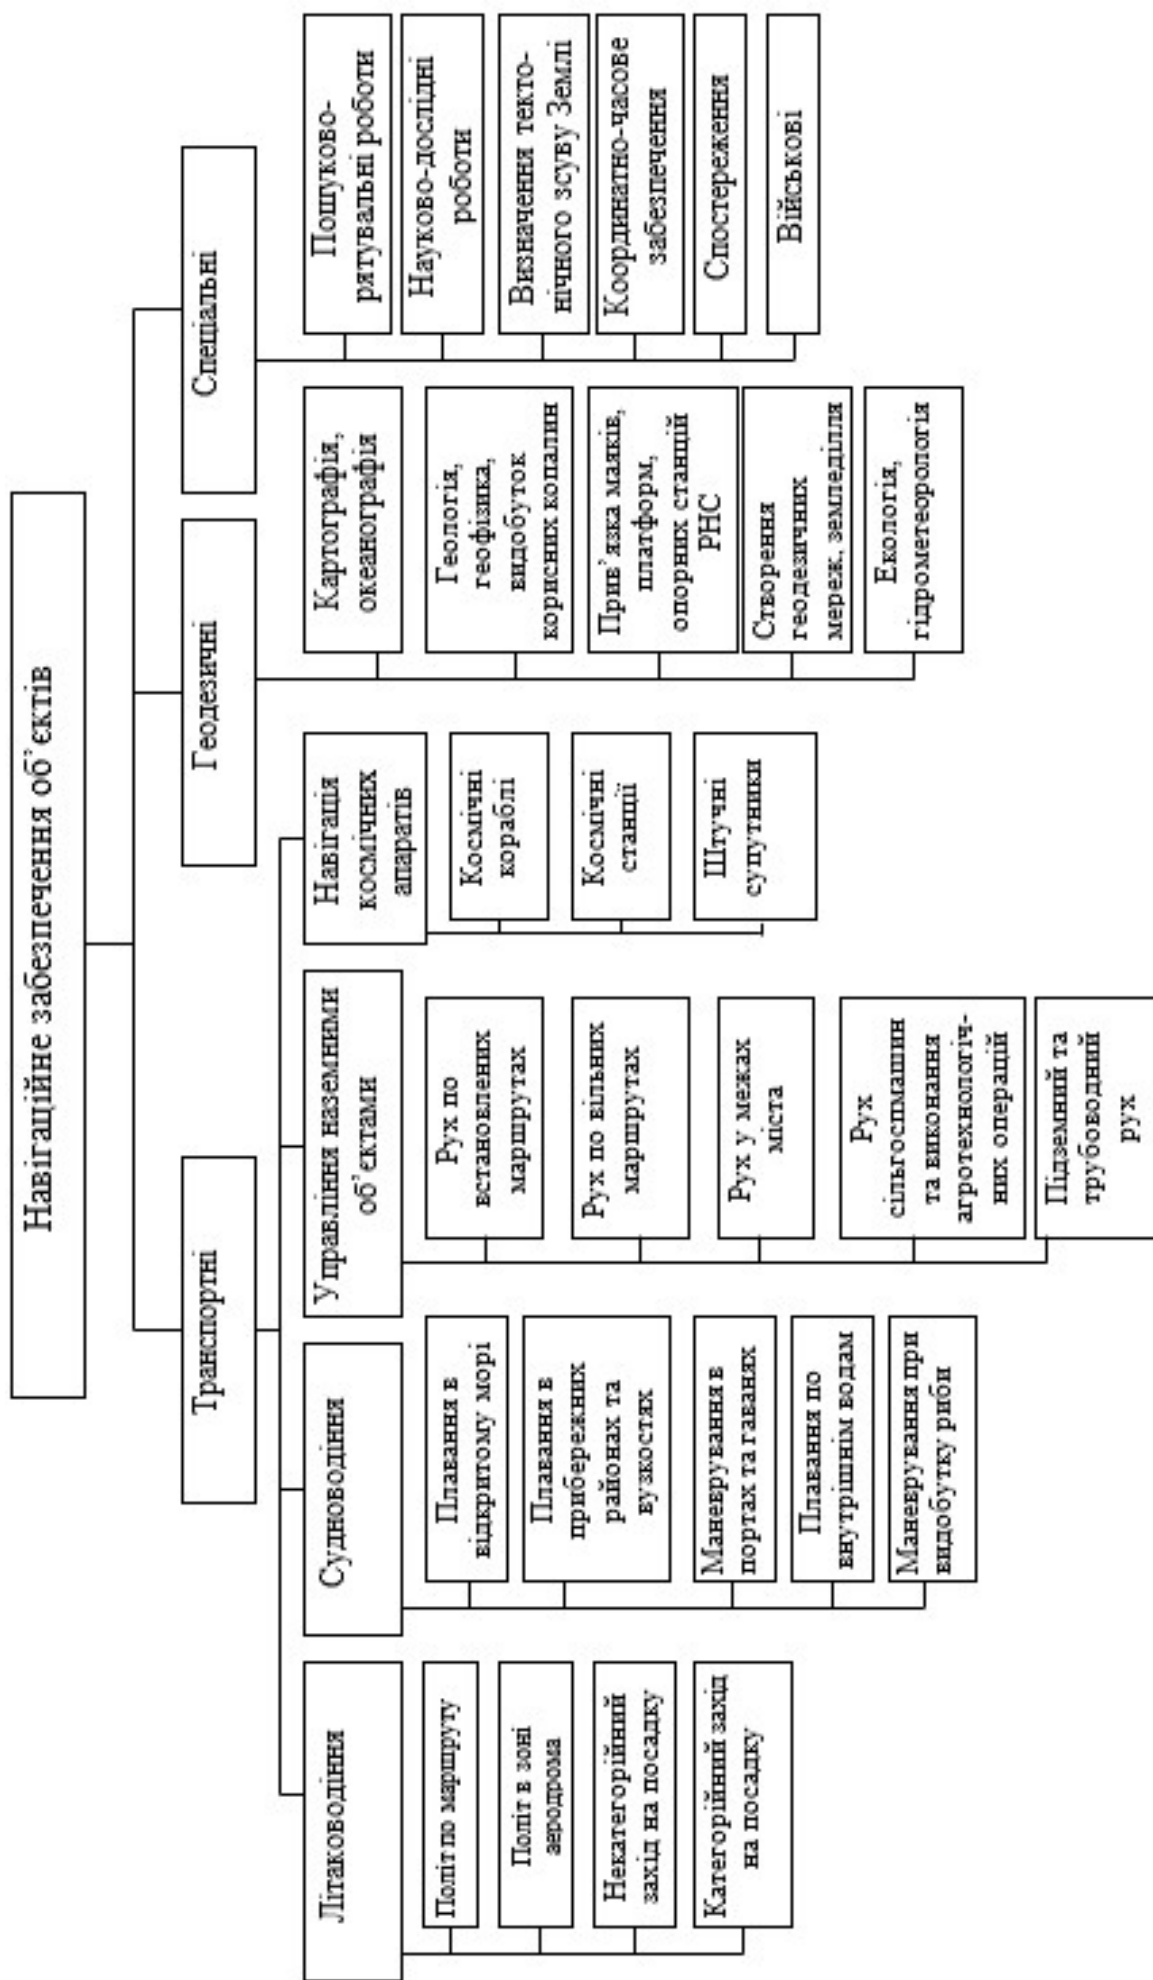 Навігаційне забезпечення об’єктів
Транспортні
Геодезичні
Спеціальні
Літаководіння
Політ по маршруту
Політ в зоні
аеродрома
Некатегорійний
захід на посадку
Категорійний захід
на посадку
Судноводіння
Плавання в
відкритому морі
Плавання в
прибережних
районах та
вузкостях
Маневрування в
портах та гаванях
Плавання по
внутрішнім водам
Маневрування при
видобутку риби
Управління наземними
об’єктами
Рух по
встановлених
маршрутах
Рух по вільних
маршрутах
Рух у межах
міста
Рух
сільгоспмашин
та виконання
агротехнологіч-
них операцій
Підземний та
трубоводний
рух
Навігація
космічних
апаратів
Космічні
кораблі
Космічні
станції
Штучні
супутники
Картографія,
океанографія
Геологія,
геофізика,
видобуток
корисних копалин
Прив’язка маяків,
платформ,
опорних станцій
РНС
Створення
геодезичних
мереж, земледілля
Екологія,
гідрометеорологія
Пошуково-
рятувальні роботи
Науково-дослідні
роботи
Визначення текто-
нічного зсуву Землі
Координатно-часове
забезпечення
Спостереження
Військові